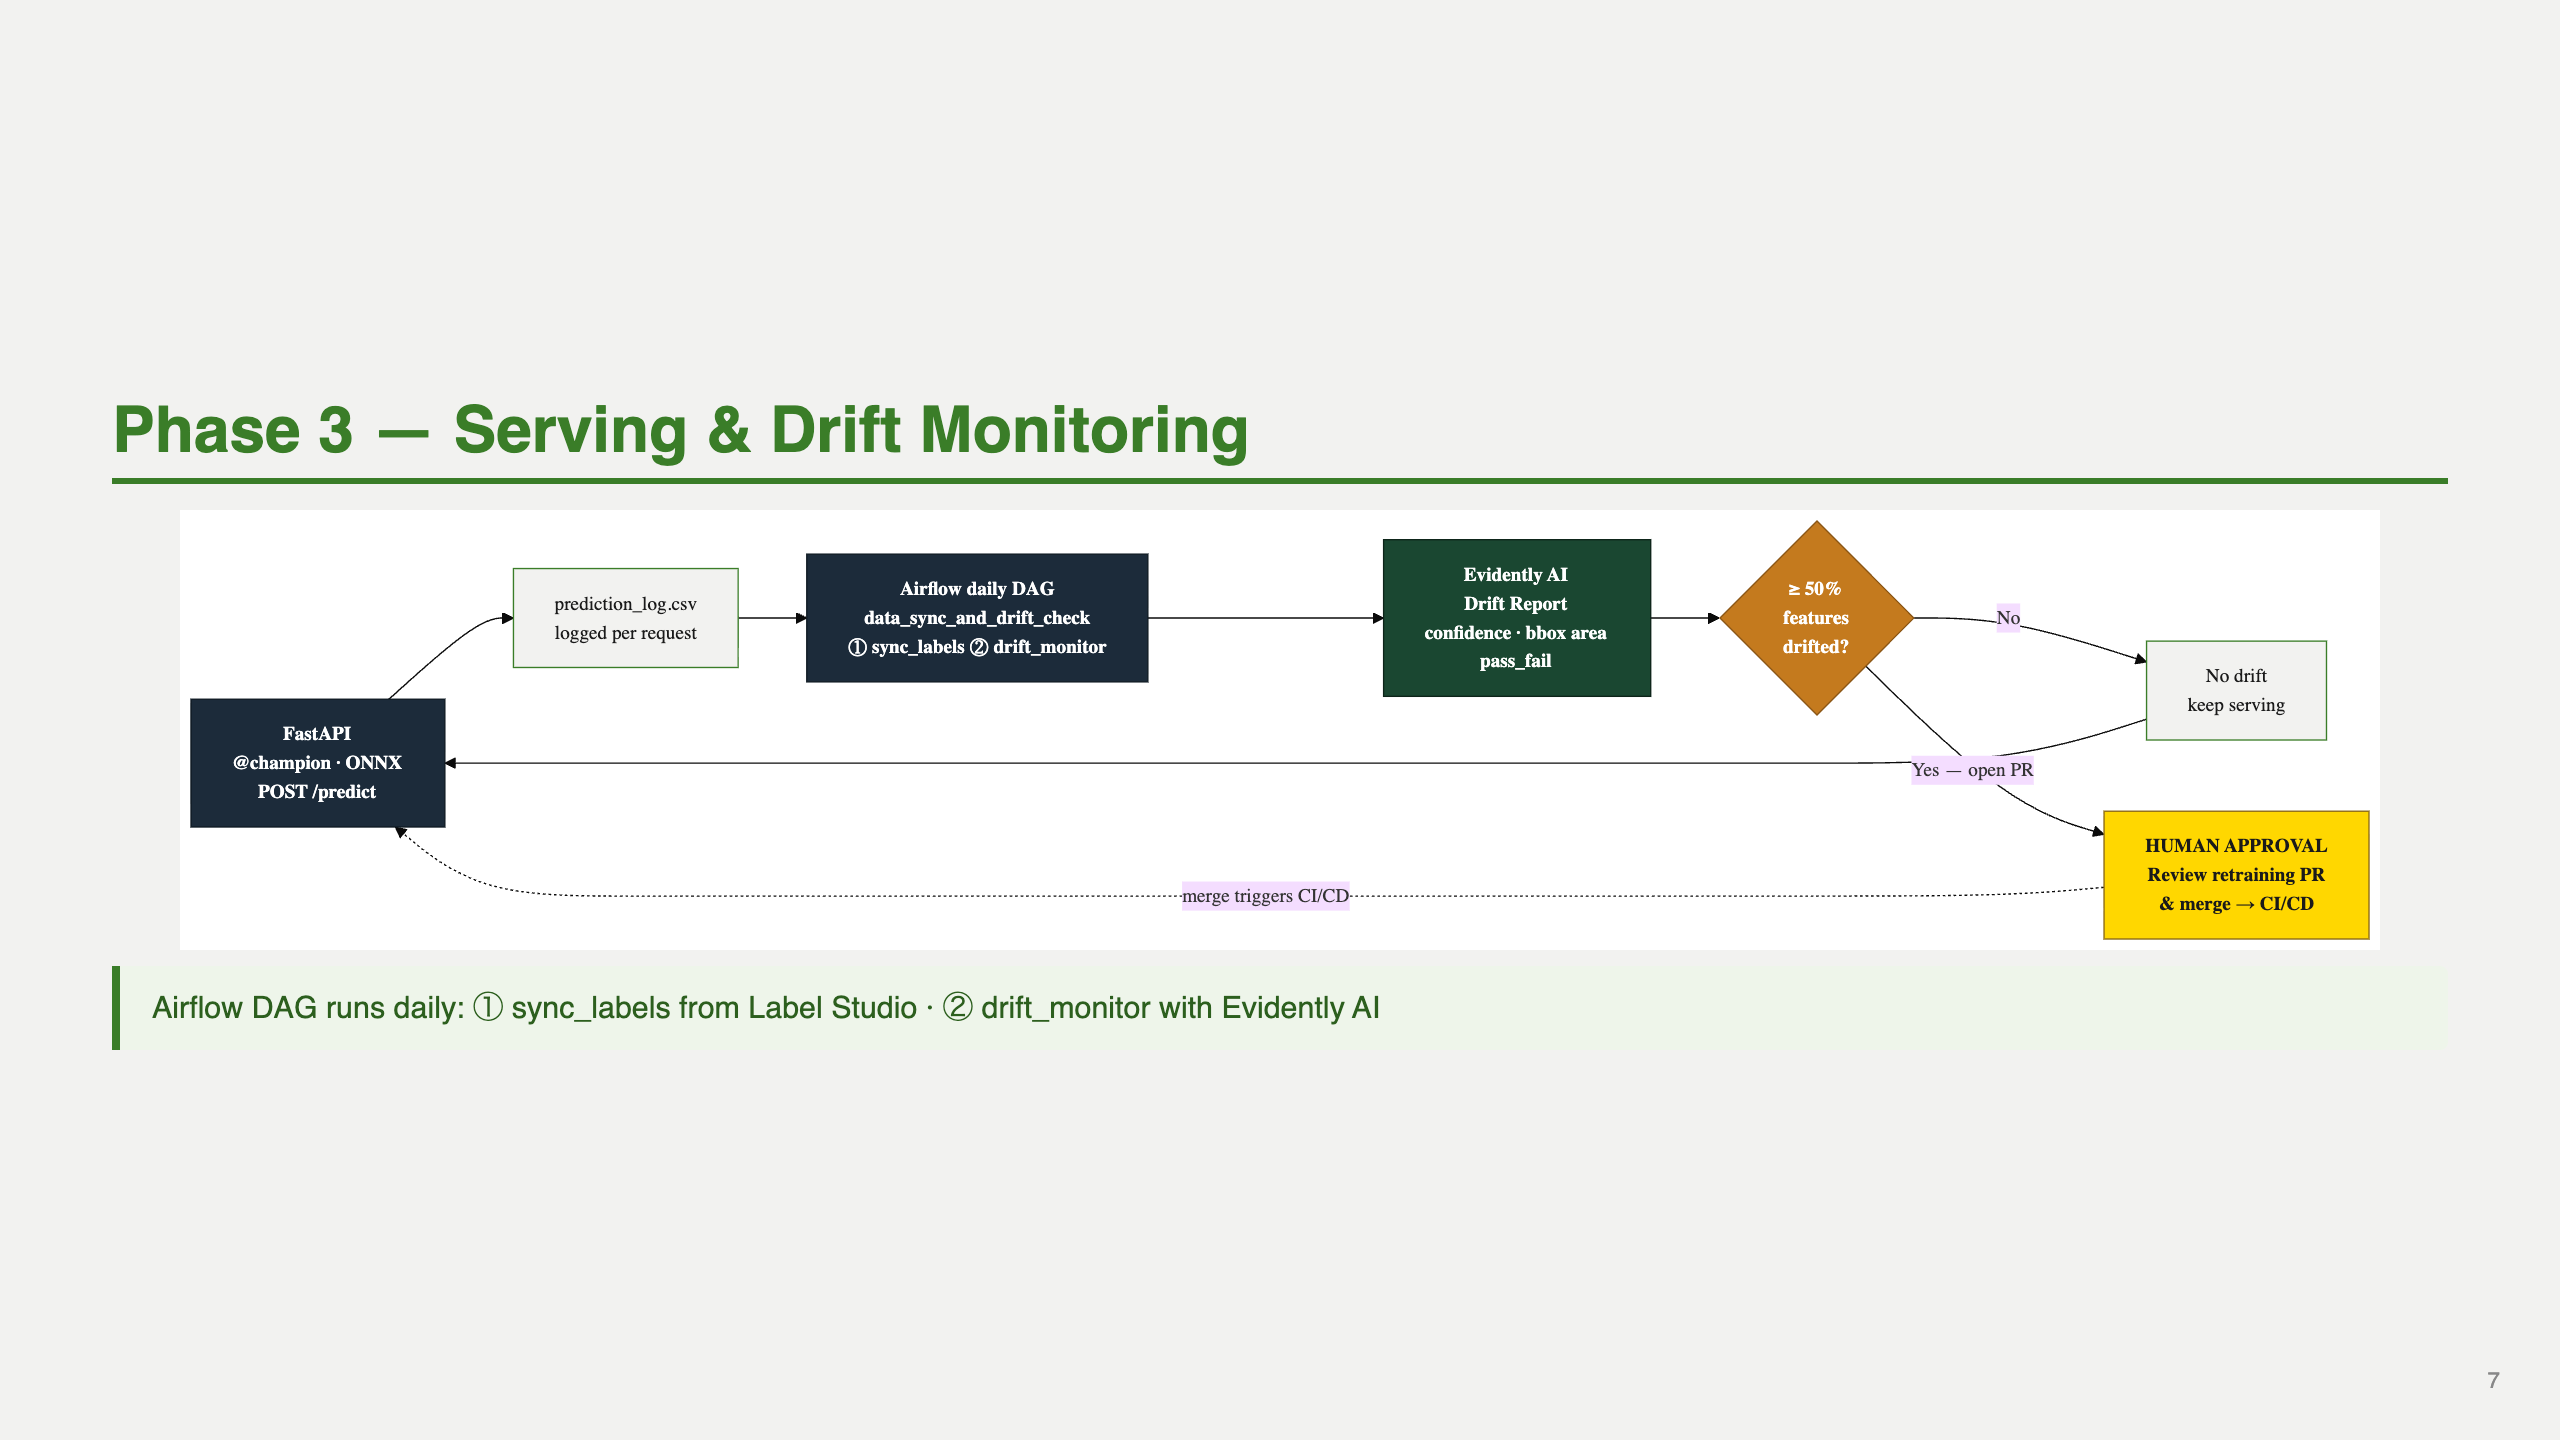 Phase 3 — Serving & Drift Monitoring
prediction_log.csv
logged per request
Airflow daily DAG
data_sync_and_drift_check
① sync_labels ② drift_monitor
Evidently AI
Drift Report
confidence · bbox area
pass_fail
≥ 50%
features
drifted?
No
No drift
keep serving
FastAPI
@champion · ONNX
POST /predict
Yes — open PR
HUMAN APPROVAL
Review retraining PR
& merge → CI/CD
merge triggers CI/CD
Airflow DAG runs daily: ① sync_labels from Label Studio · ② drift_monitor with Evidently AI
7